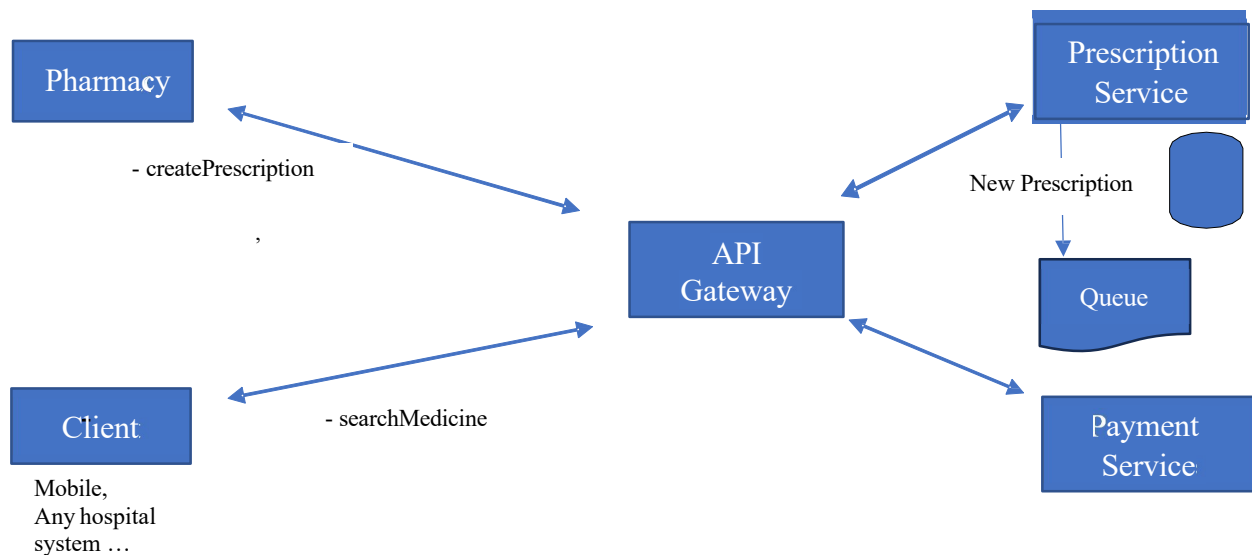 Pharmacy
Prescription
Service
- createPrescription
New Prescription
,
API
Gateway
Queue
Client
- searchMedicine
Payment
Service
Mobile,
Any hospital
system …